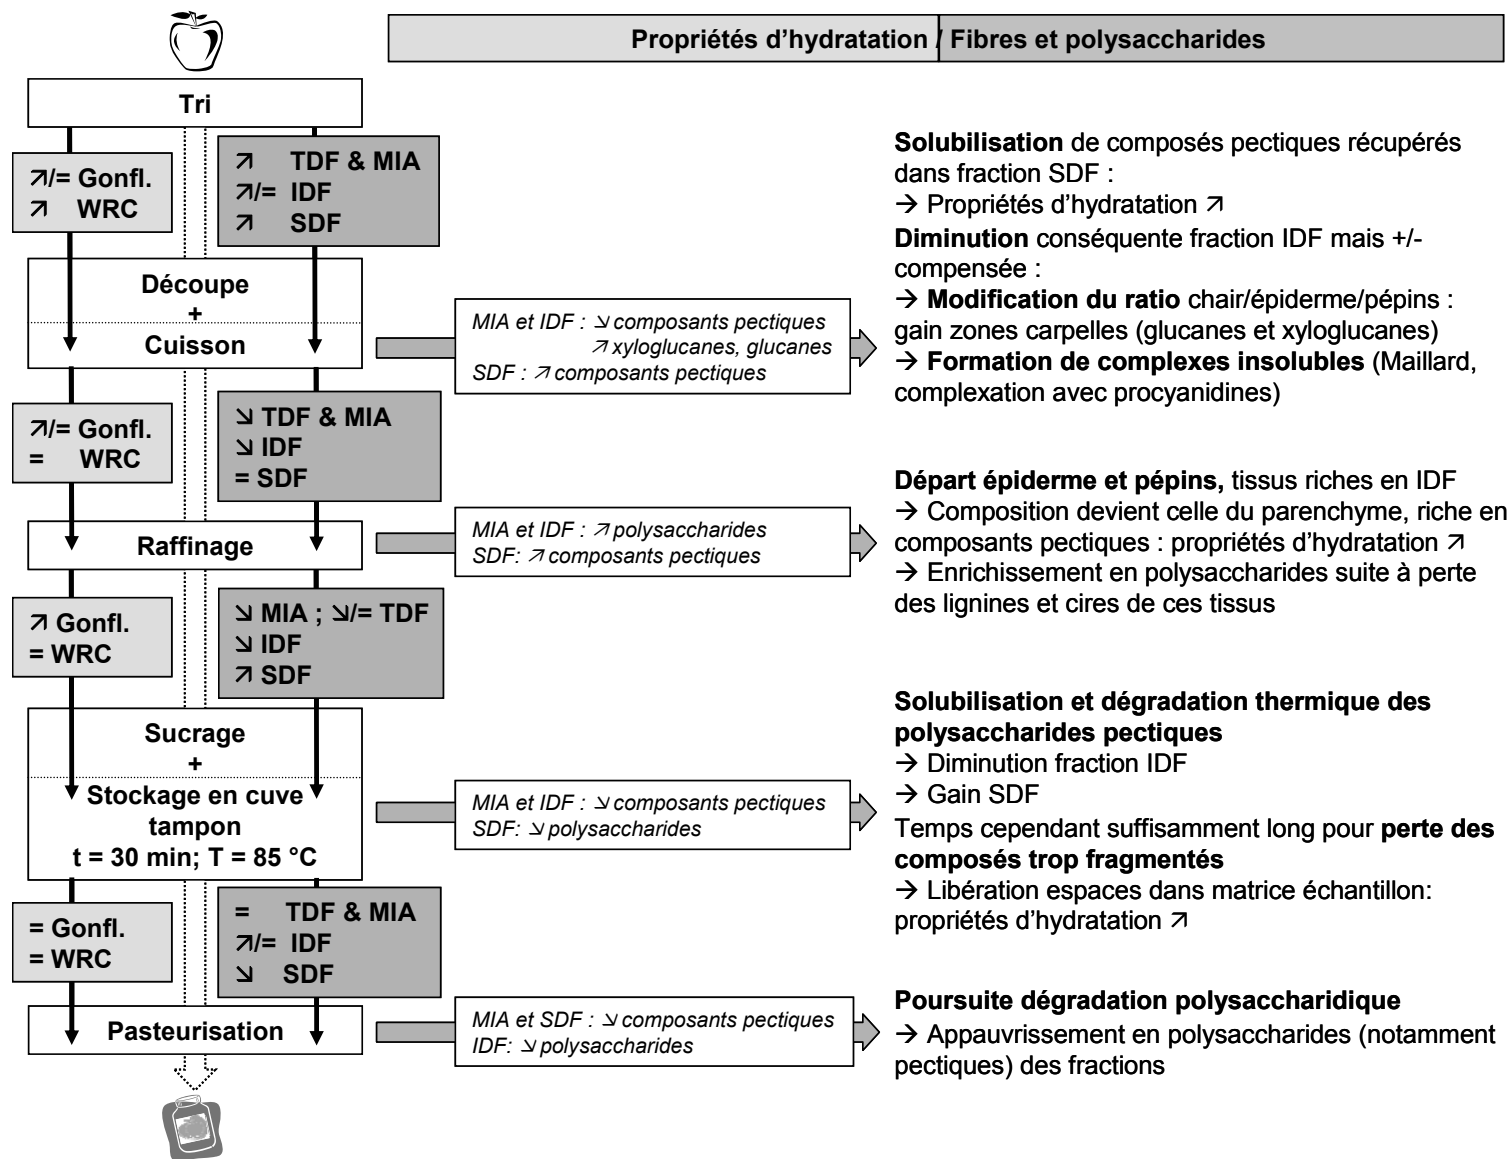 Propriétés d’hydratation / Fibres et polysaccharides
Tri
↗/= Gonfl.
↗ WRC
↗ TDF & MIA
↗/= IDF
↗ SDF
Découpe
+
Cuisson
MIA et IDF : ↘ composants pectiques
↗ xyloglucanes, glucanes
SDF : ↗ composants pectiques
Solubilisation de composés pectiques récupérés
dans fraction SDF :
→ Propriétés d’hydratation ↗
Diminution conséquente fraction IDF mais +/-
compensée :
→ Modification du ratio chair/épiderme/pépins :
gain zones carpelles (glucanes et xyloglucanes)
→ Formation de complexes insolubles (Maillard,
complexation avec procyanidines)
↗/= Gonfl.
= WRC
↘ TDF & MIA
↘ IDF
= SDF
Raffinage
MIA et IDF : ↗ polysaccharides
SDF: ↗ composants pectiques
Départ épiderme et pépins, tissus riches en IDF
→ Composition devient celle du parenchyme, riche en
composants pectiques : propriétés d’hydratation ↗
→ Enrichissement en polysaccharides suite à perte
des lignines et cires de ces tissus
↗ Gonfl.
= WRC
↘ MIA ; ↘/= TDF
↘ IDF
↗ SDF
Sucrage
+
Stockage en cuve
tampon
t = 30 min; T = 85 °C
MIA et IDF : ↘ composants pectiques
SDF: ↘ polysaccharides
Solubilisation et dégradation thermique des
polysaccharides pectiques
→ Diminution fraction IDF
→ Gain SDF
Temps cependant suffisamment long pour perte des
composés trop fragmentés
→ Libération espaces dans matrice échantillon:
propriétés d’hydratation ↗
= Gonfl.
= WRC
= TDF & MIA
↗/= IDF
↘ SDF
Pasteurisation
MIA et SDF : ↘ composants pectiques
IDF: ↘ polysaccharides
Poursuite dégradation polysaccharidique
→ Appauvrissement en polysaccharides (notamment
pectiques) des fractions